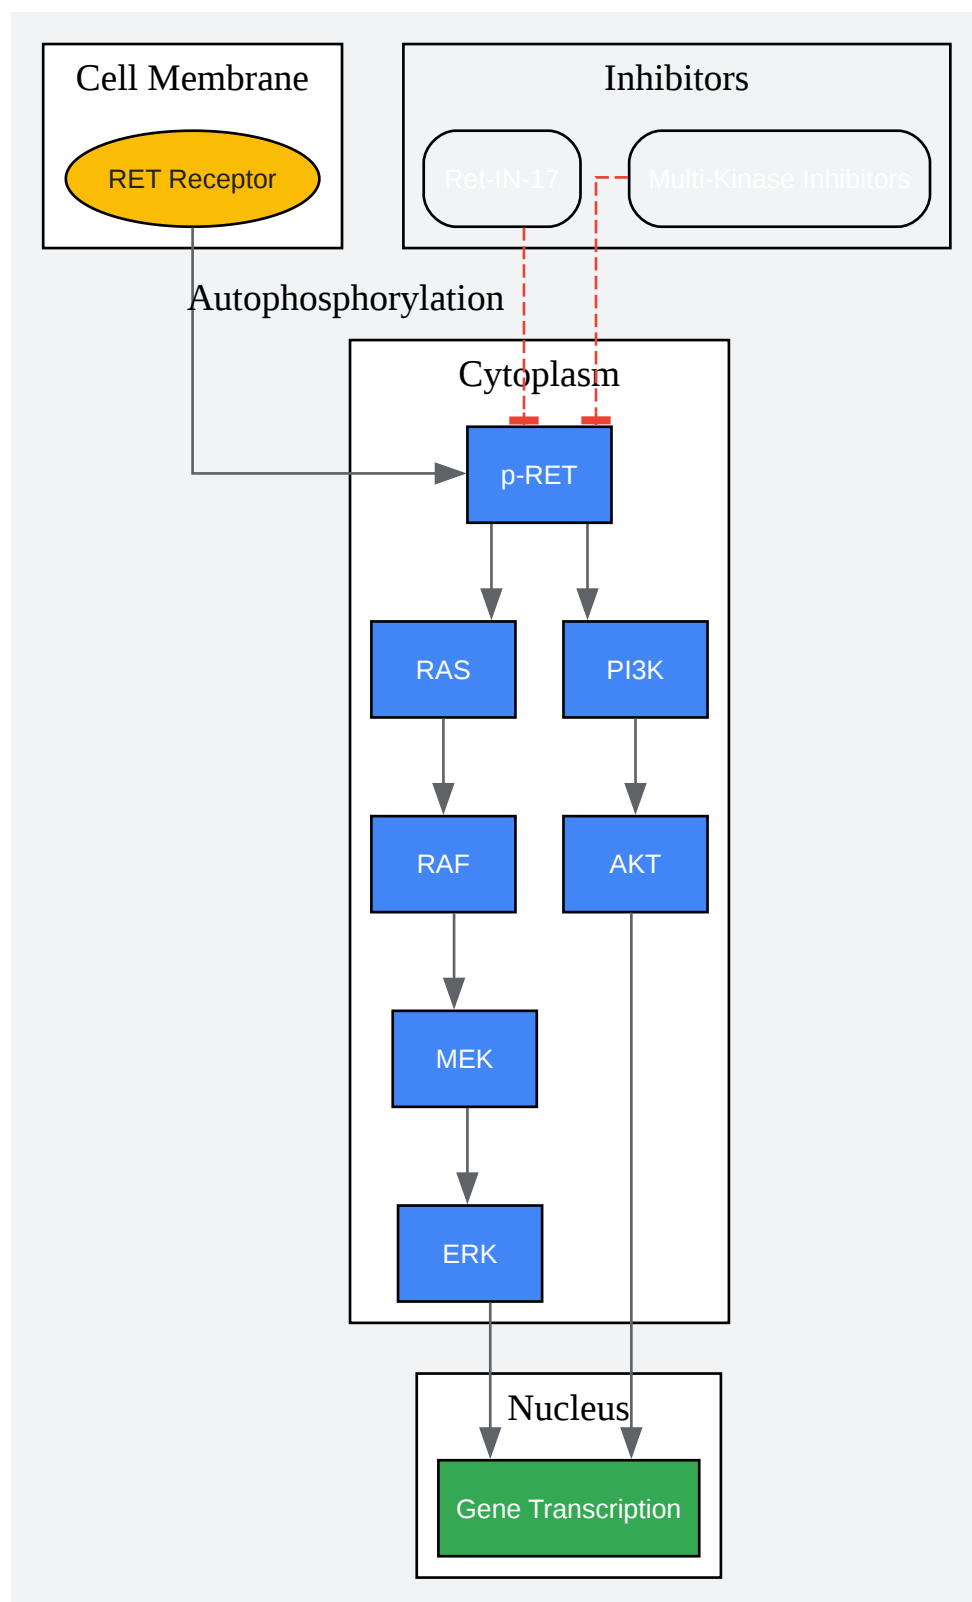 Cell Membrane
Inhibitors
RET Receptor
Ret-IN-17
Multi-Kinase Inhibitors
Autophosphorylation
Cytoplasm
p-RET
RAS
PI3K
RAF
AKT
MEK
ERK
Nucleus
Gene Transcription